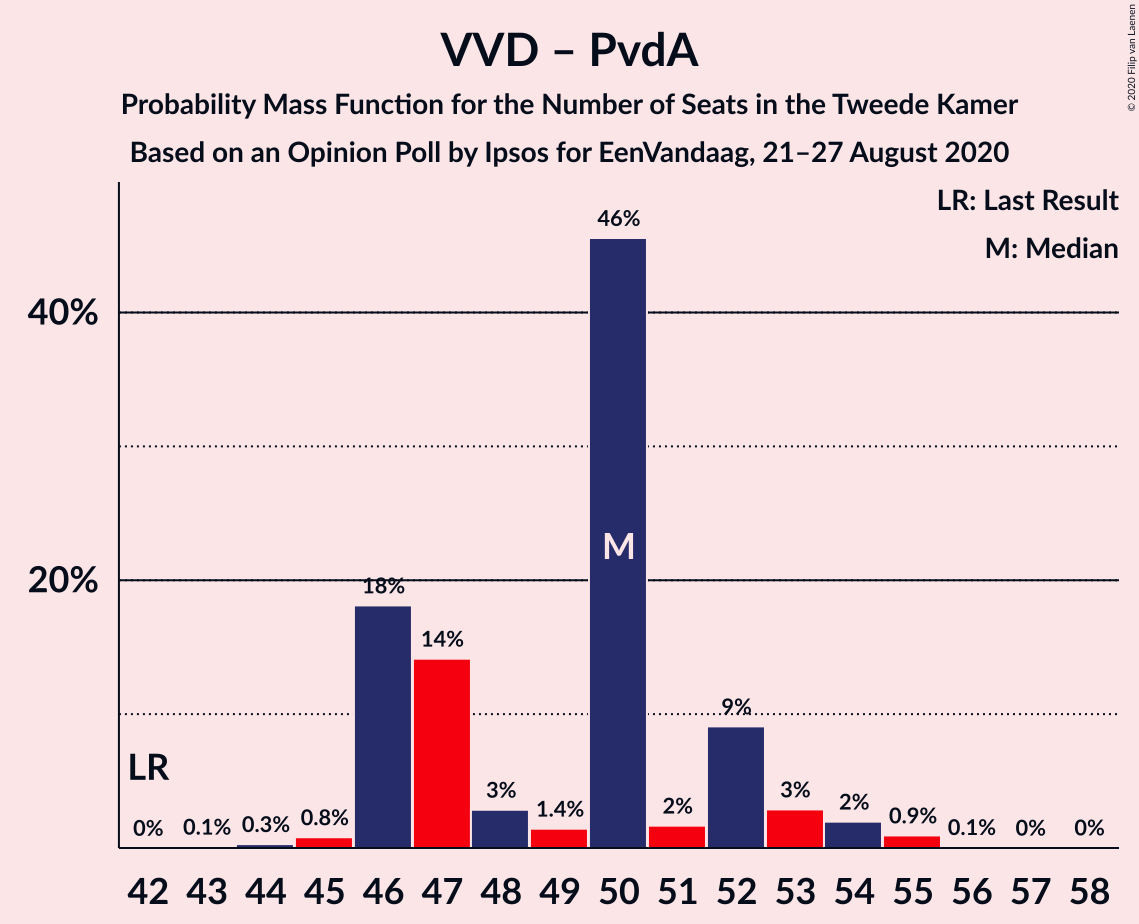 VVD – PvdA
Probability Mass Function for the Number of Seats in the Tweede Kamer
Based on an Opinion Poll by Ipsos for EenVandaag, 21–27 August 2020
© 2020 Filip van Laenen
LR: Last Result
M: Median
40%
20%
LR
0%
0.1%
0.3%
0.8%
18%
14%
3%
1.4%
46%
M
2%
9%
3%
2%
0.9%
0.1%
0%
0%
42 43 44 45 46 47 48 49 50 51 52 53 54 55 56 57 58